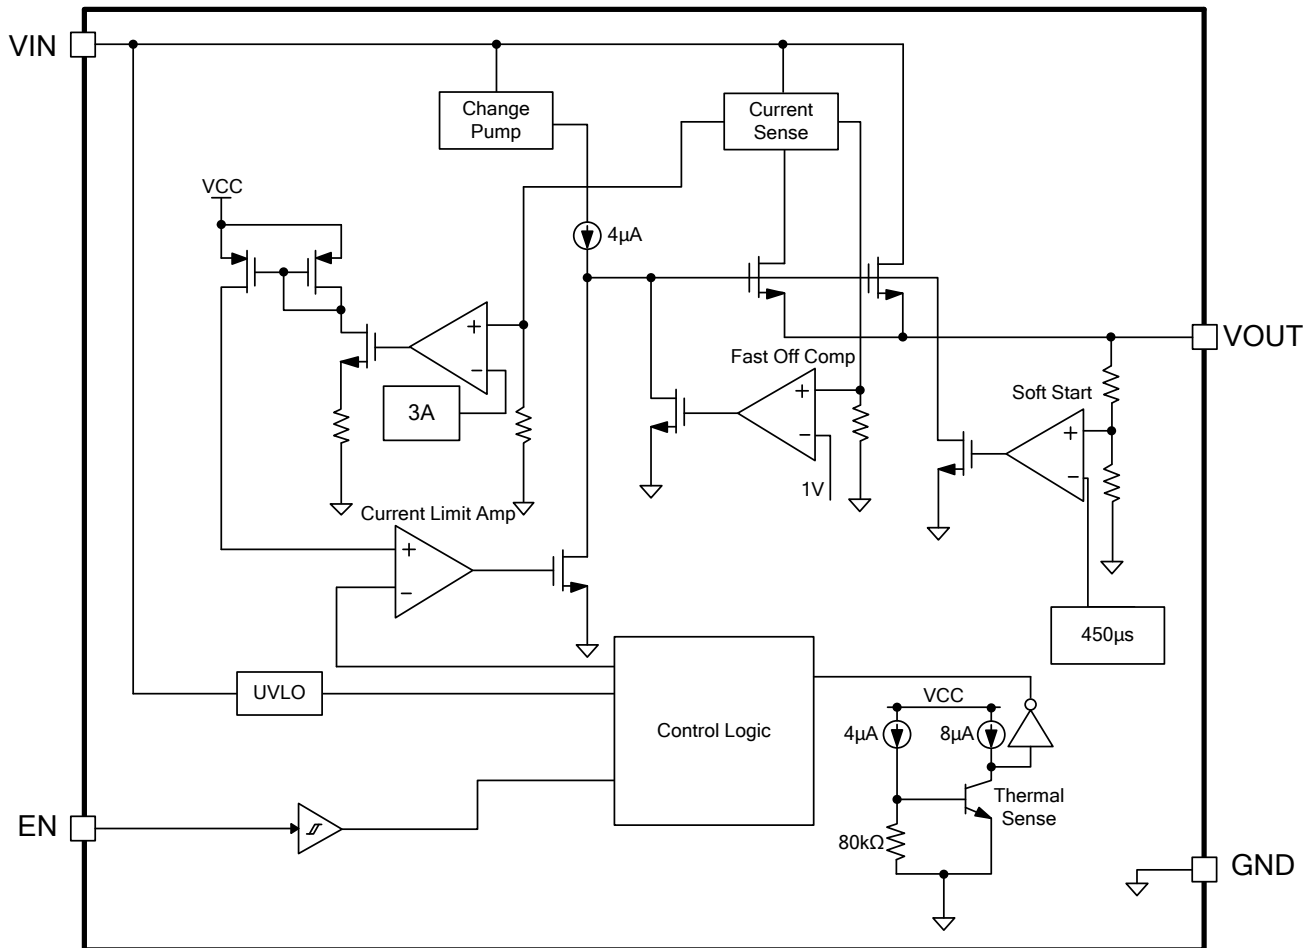 VIN
Change
Pump
Current
Sense
VCC
4µA
VOUT
Fast Off Comp
+
−
3A
+
−
1V
Soft Start
+
−
Current Limit Amp
+
−
450µs
UVLO
Control Logic
VCC
4µA
8µA
Thermal
Sense
80kΩ
EN
GND